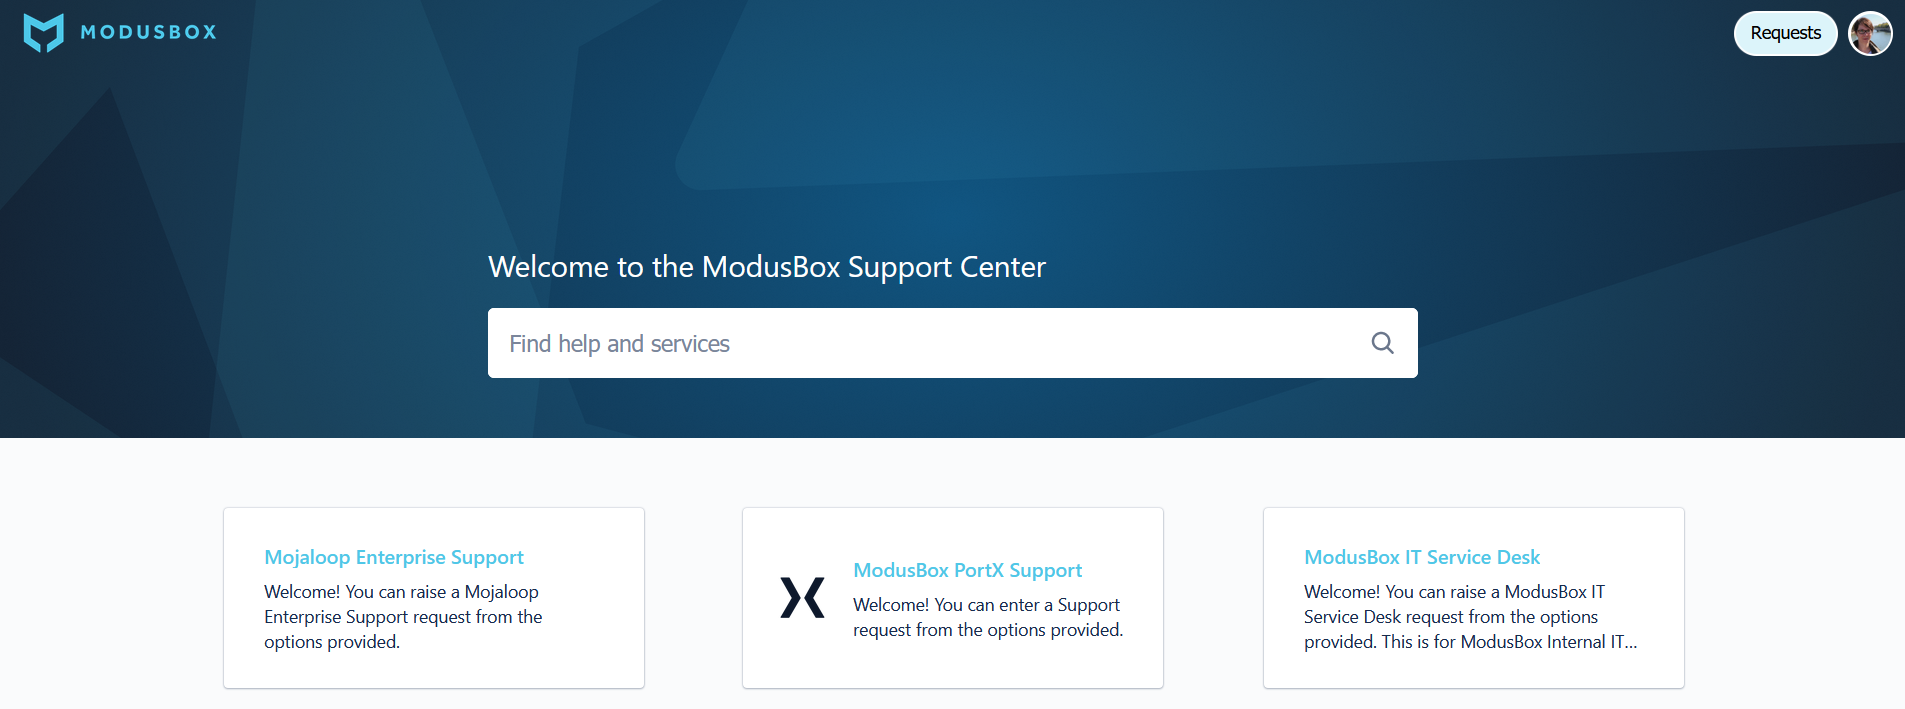 MODUSBOX
Requests
Welcome to the ModusBox Support Center
Find help and services
Mojaloop Enterprise Support
Welcome! You can raise a Mojaloop
Enterprise Support request from the
options provided.
ModusBox PortX Support
Welcome! You can enter a Support
request from the options provided.
ModusBox IT Service Desk
Welcome! You can raise a ModusBox IT
Service Desk request from the options
provided. This is for ModusBox Internal IT...